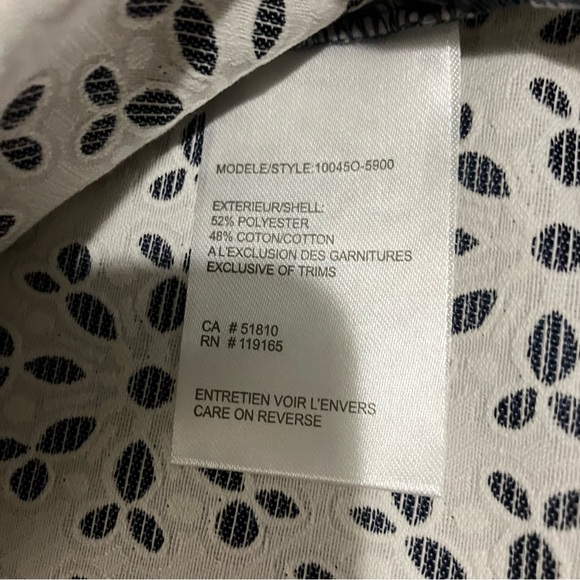 MODELE/STYLE:10045O-5900
EXTERIEUR/SHELL:
52% POLYESTER
48% COTON/COTTON
A L'EXCLUSION DES GARNITURES
EXCLUSIVE OF TRIMS
CA # 51810
RN # 119165
ENTRETIEN VOIR L'ENVERS
CARE ON REVERSE